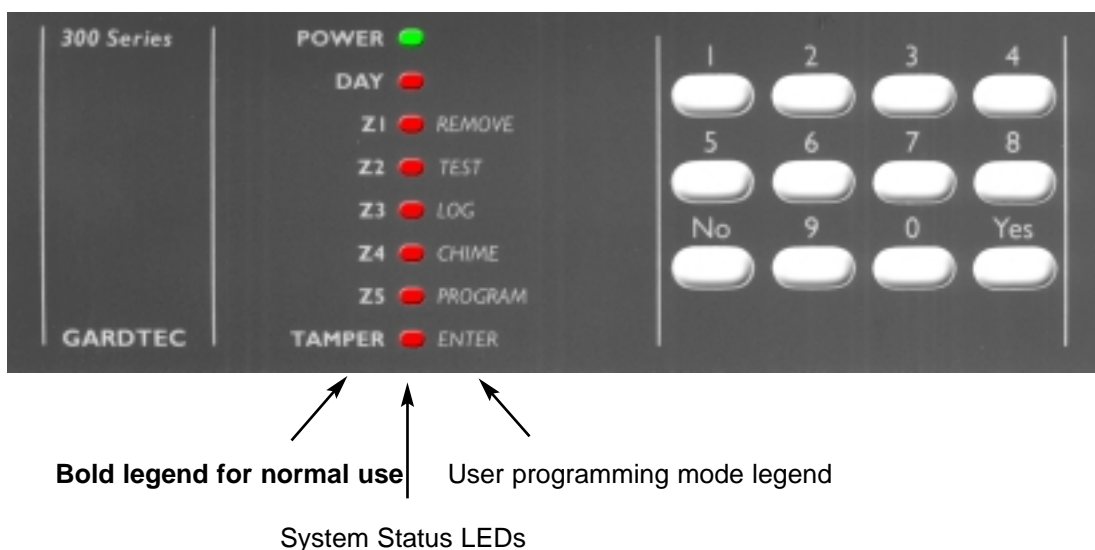 300 Series
POWER
DAY
Z1 REMOVE
Z2 TEST
Z3 LOG
Z4 CHIME
Z5 PROGRAM
GARDTEC
TAMPER ENTER
1 2 3 4
5 6 7 8
No 9 0 Yes
Bold legend for normal use
User programming mode legend
System Status LEDs